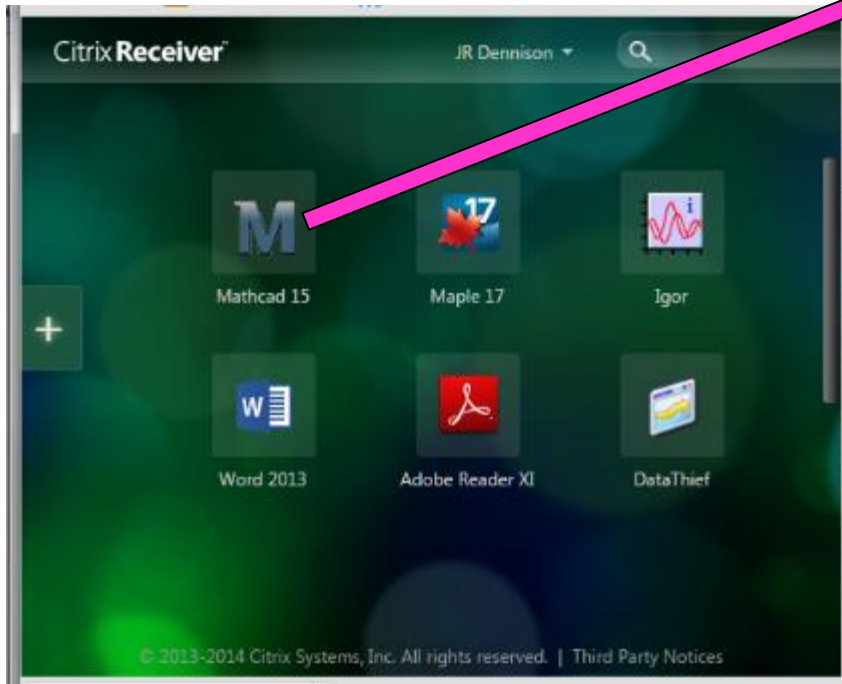 Citrix Receiver™ JR Dennison
M 17 i
Mathcad 15 Maple 17 Igor
+
W
Word 2013 Adobe Reader XI DataThief
© 2013-2014 Citrix Systems, Inc. All rights reserved. | Third Party Notices